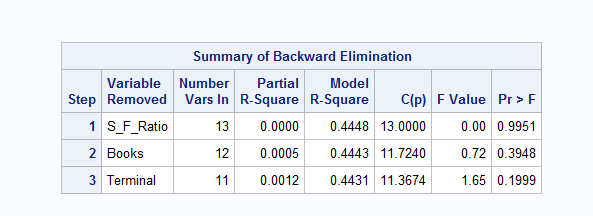 Summary of Backward Elimination
Step Variable Removed Number Vars In Partial R-Square Model R-Square C(p) F Value Pr > F
1 S_F_Ratio 13 0.0000 0.4448 13.0000 0.00 0.9951
2 Books 12 0.0005 0.4443 11.7240 0.72 0.3948
3 Terminal 11 0.0012 0.4431 11.3674 1.65 0.1999